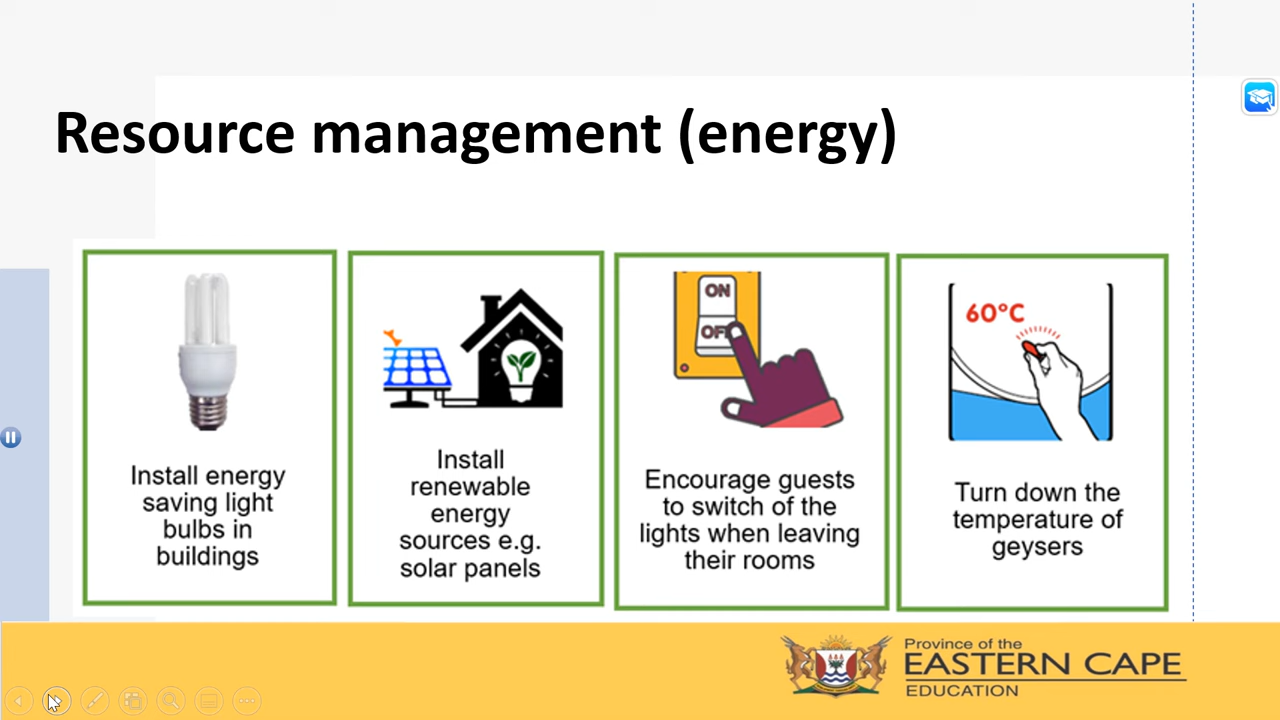 Resource management (energy)
Install energy
saving light
bulbs in
buildings
Install
renewable
energy
sources e.g.
solar panels
ON
OFF
Encourage guests
to switch of the
lights when leaving
their rooms
60°C
Turn down the
temperature of
geysers
Province of the
EASTERN CAPE
EDUCATION